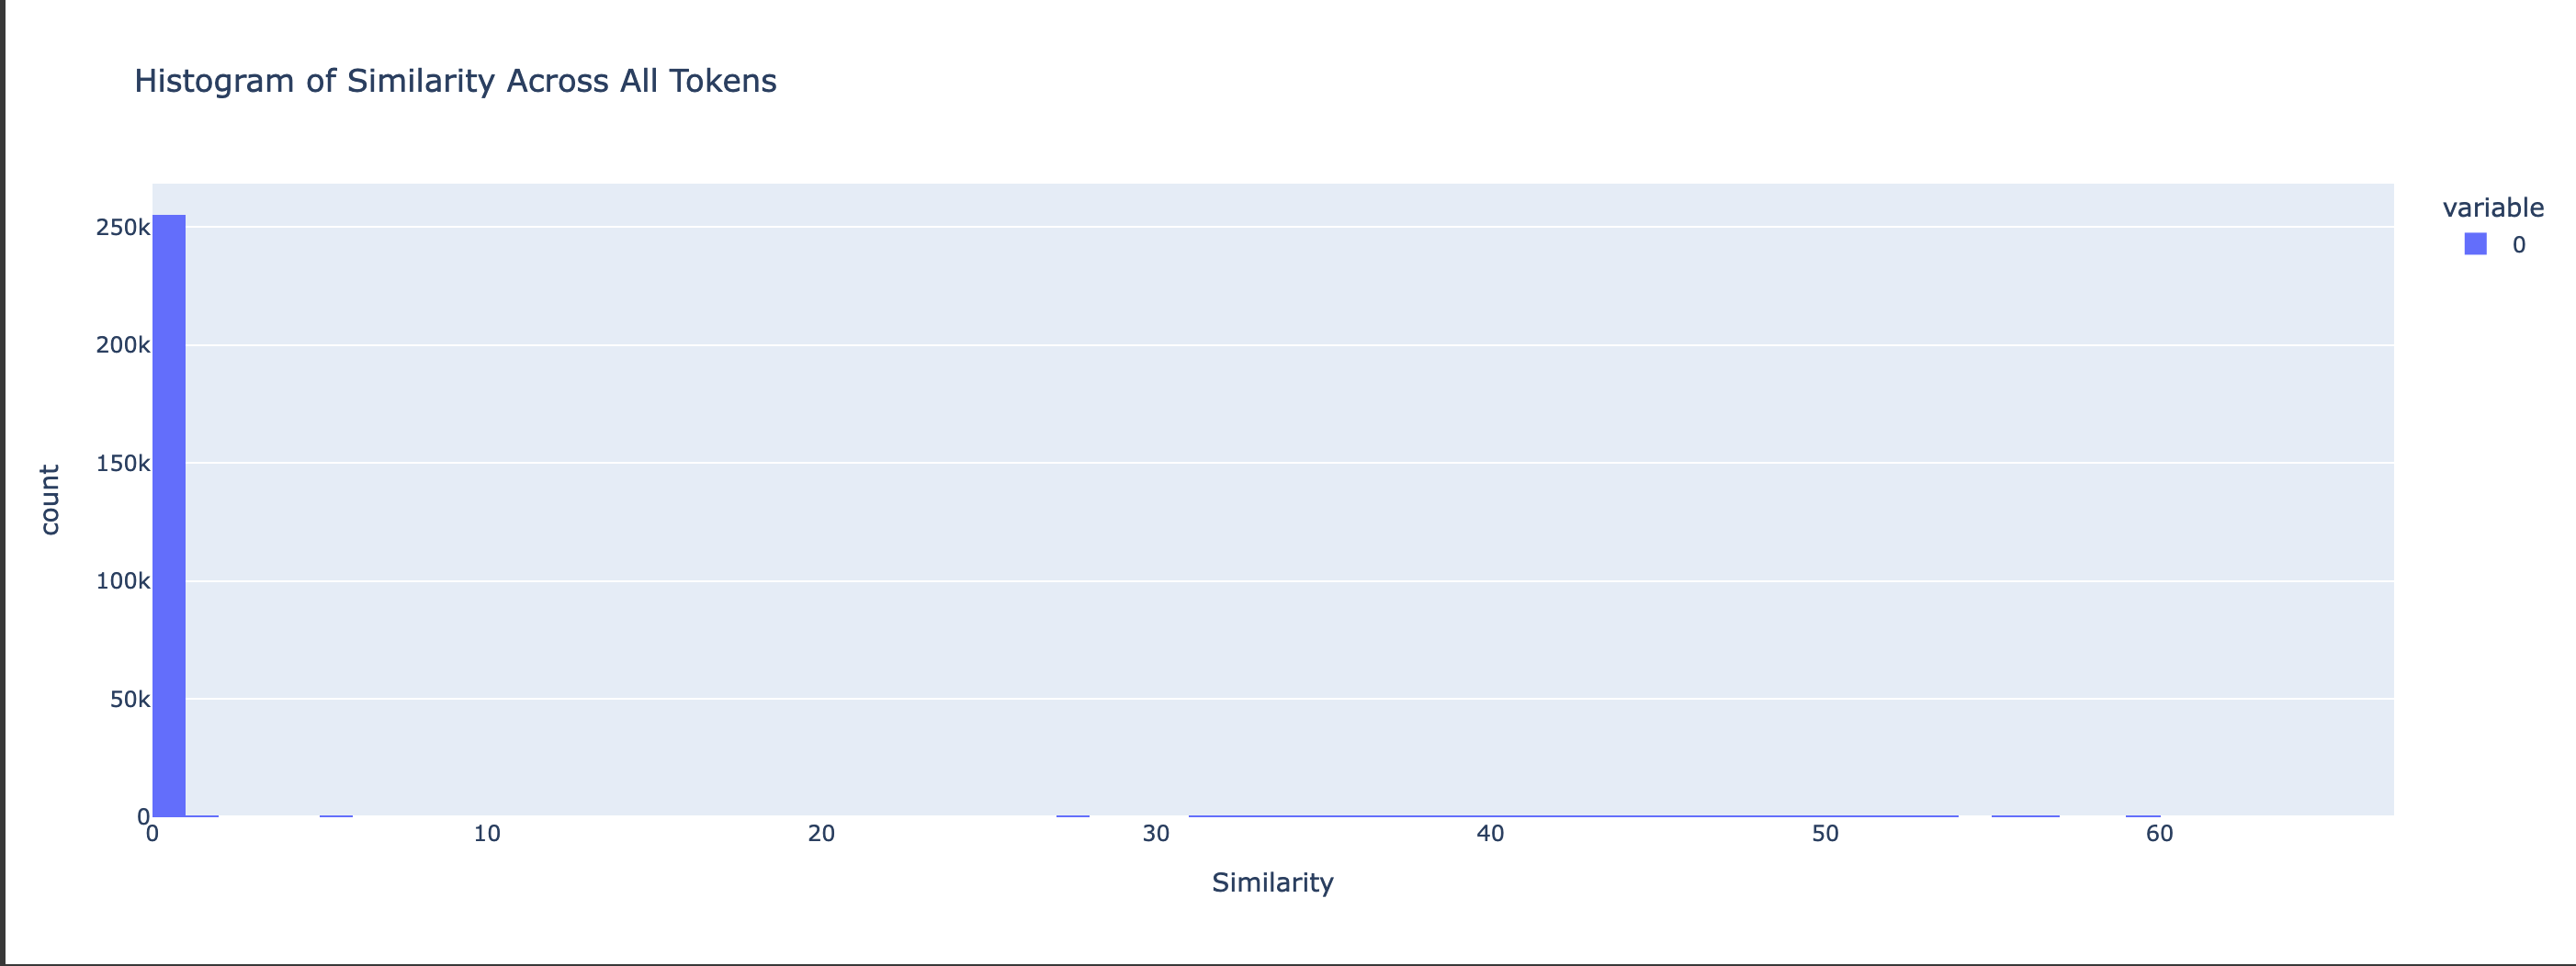 Histogram of Similarity Across All Tokens
variable
0
250k
200k
150k
100k
50k
0
count
0 10 20 30 40 50 60
Similarity